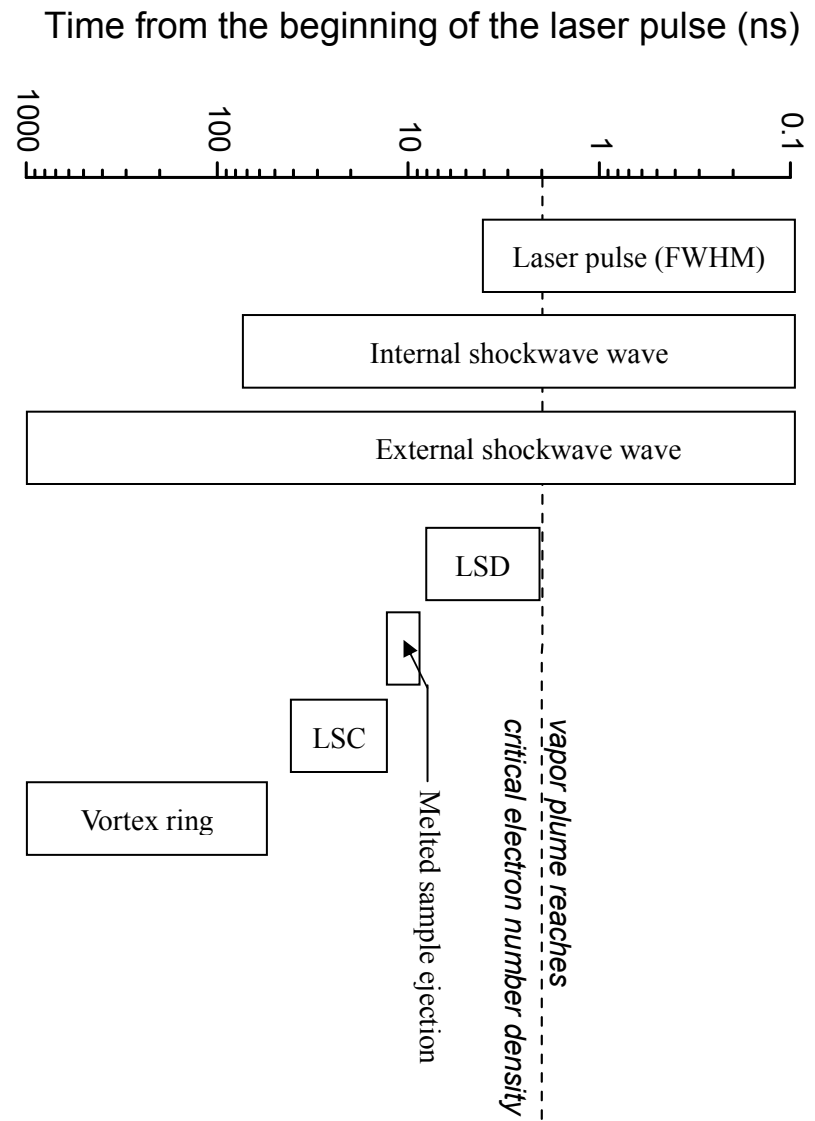 Time from the beginning of the laser pulse (ns)
1000
100
10
1
0.1
Laser pulse (FWHM)
Internal shockwave wave
External shockwave wave
LSD
LSC
Vortex ring
Melted sample ejection
vapor plume reaches
critical electron number density